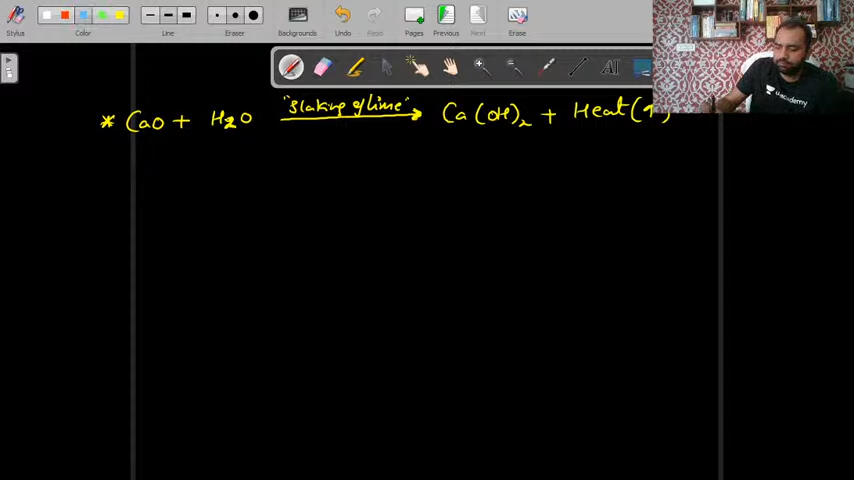 Stylus Color Line Eraser Backgrounds Undo Redo Pages Previous Next Erase
"Slaking of lime"
* CaO + H2O → Ca(OH)2 + Heat(↑)
unacademy